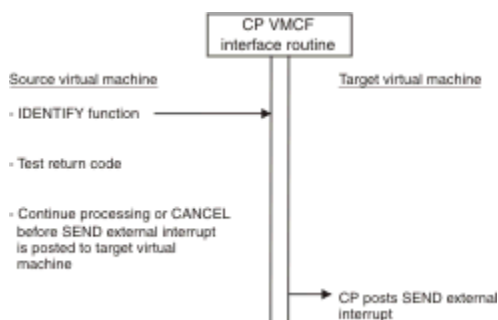 CP VMCF
interface routine
Source virtual machine
Target virtual machine
- IDENTIFY function
- Test return code
- Continue processing or CANCEL
before SEND external interrupt
is posted to target virtual
machine
CP posts SEND external
interrupt